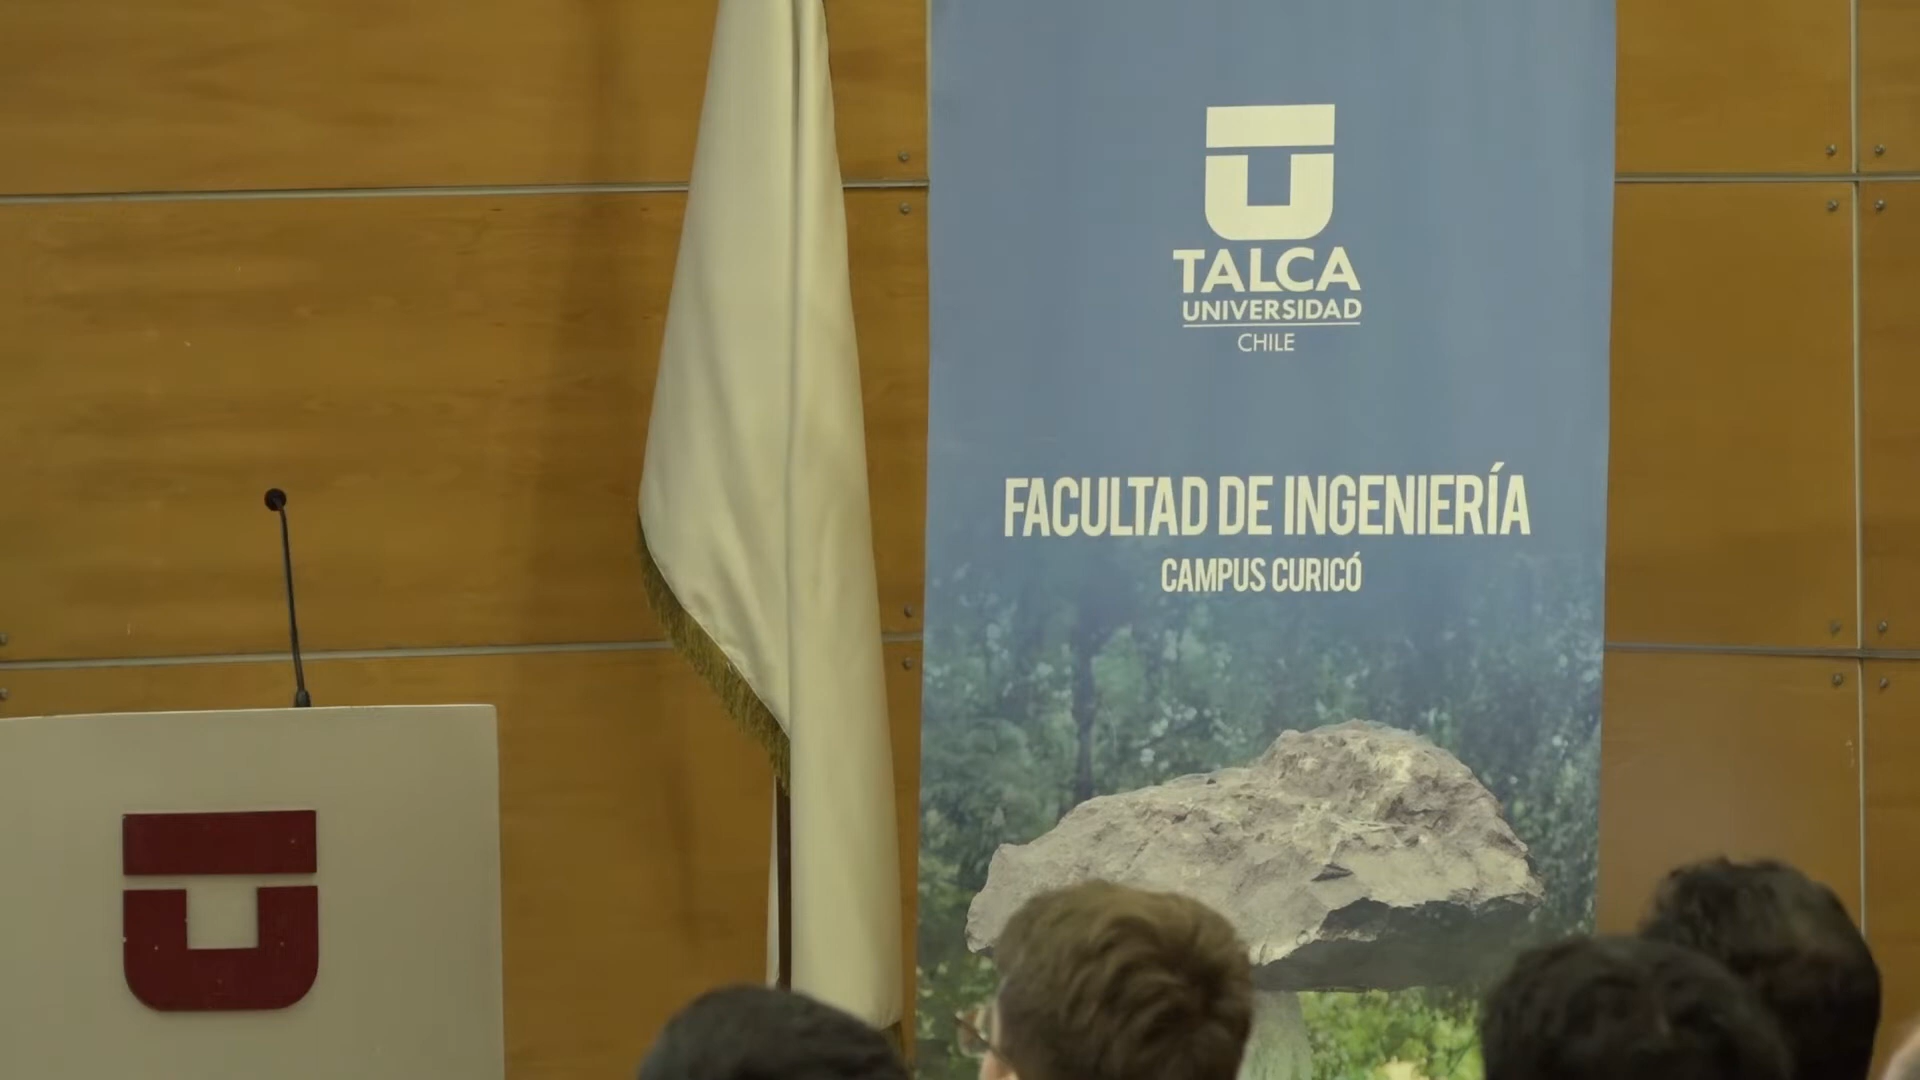 TALCA
UNIVERSIDAD
CHILE
FACULTAD DE INGENIERÍA
CAMPUS CURICÓ